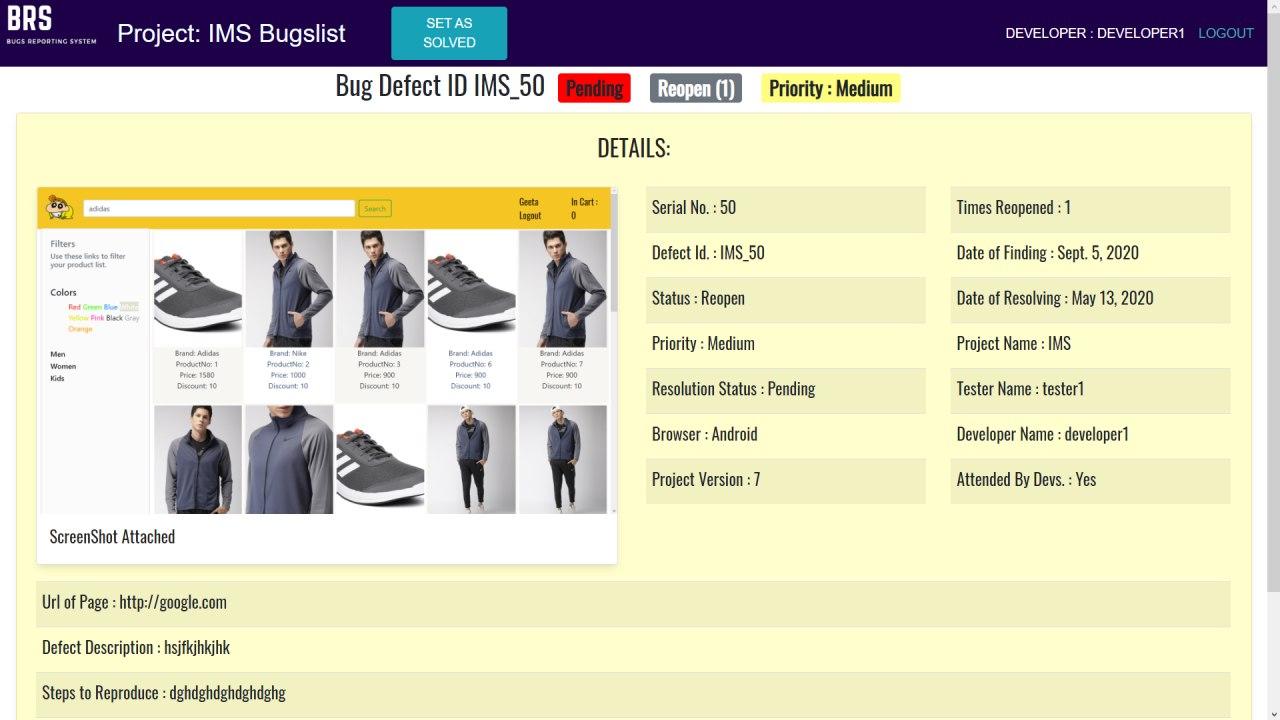 BRS
BUGS REPORTING SYSTEM
Project: IMS Bugslist
SET AS
SOLVED
DEVELOPER : DEVELOPER1 LOGOUT
Bug Defect ID IMS_50 Pending Reopen (1) Priority : Medium
DETAILS:
adidas
Search
Geeta
Logout
In Cart :
0
Filters
Use these links to filter
your product list.
Colors
Red Green Blue White
Yellow Pink Black Gray
Orange
Men
Women
Kids
Brand: Adidas
ProductNo: 1
Price: 1580
Discount: 10
Brand: Nike
ProductNo: 2
Price: 1000
Discount: 10
Brand: Adidas
ProductNo: 3
Price: 900
Discount: 10
Brand: Adidas
ProductNo: 6
Price: 900
Discount: 10
Brand: Adidas
ProductNo: 7
Price: 900
Discount: 10
ScreenShot Attached
Serial No. : 50
Defect Id. : IMS_50
Status : Reopen
Priority : Medium
Resolution Status : Pending
Browser : Android
Project Version : 7
Times Reopened : 1
Date of Finding : Sept. 5, 2020
Date of Resolving : May 13, 2020
Project Name : IMS
Tester Name : tester1
Developer Name : developer1
Attended By Devs. : Yes
Url of Page : http://google.com
Defect Description : hsjfkjhkjhk
Steps to Reproduce : dghdghdghdghdghg